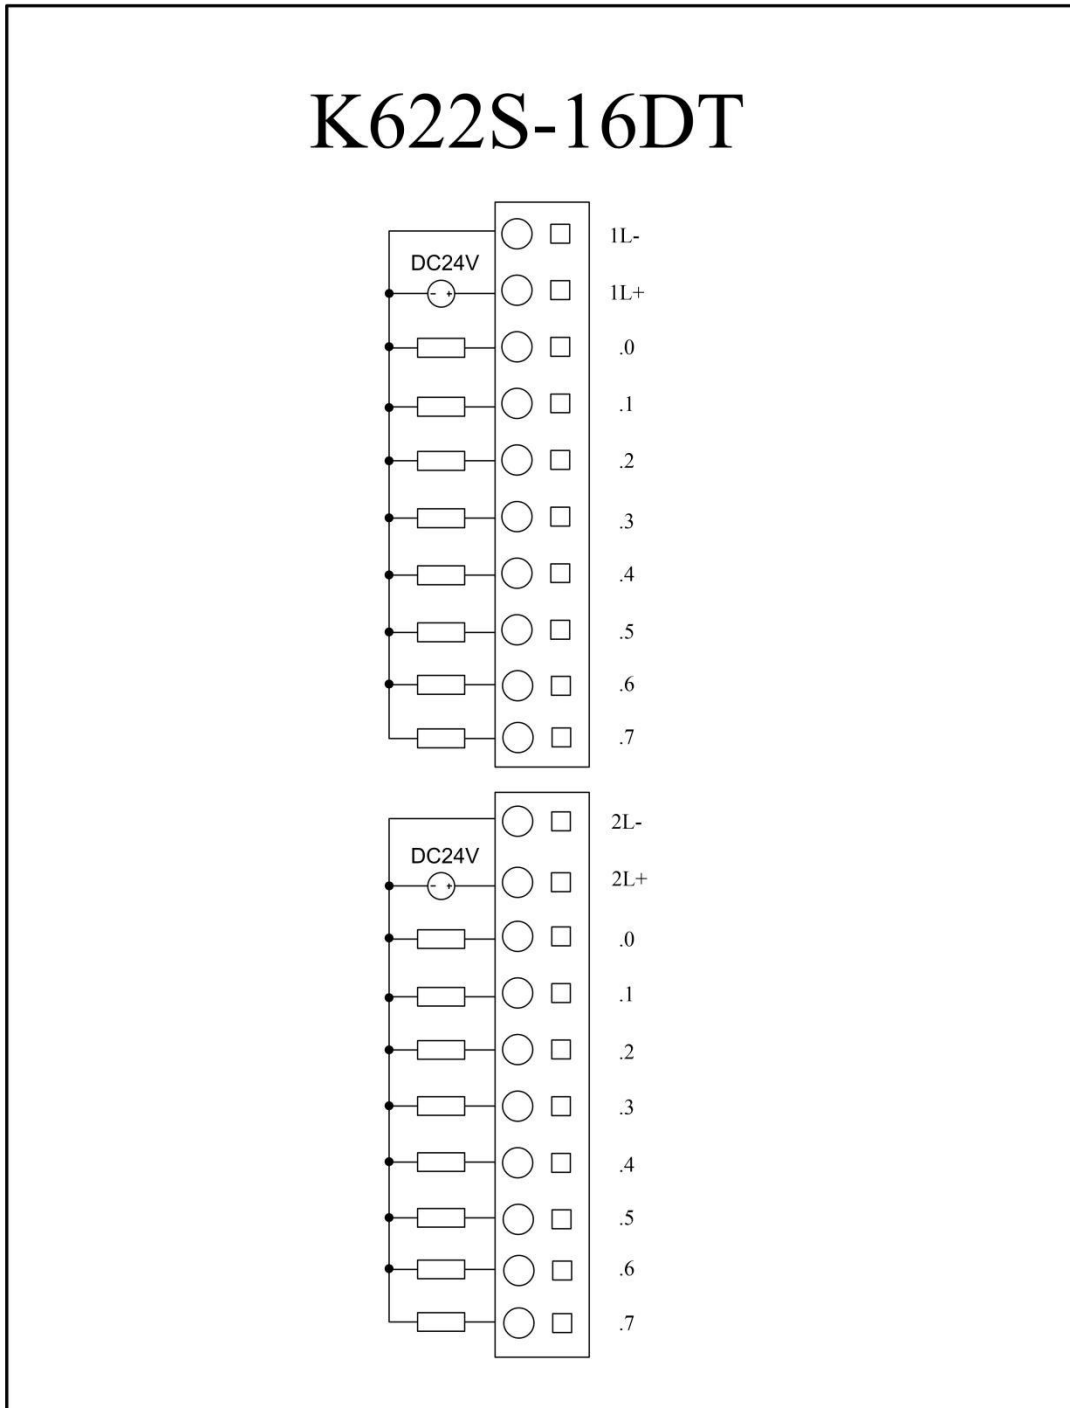 K622S-16DT
1L-
DC24V
- +
1L+
.0
.1
.2
.3
.4
.5
.6
.7
2L-
DC24V
- +
2L+
.0
.1
.2
.3
.4
.5
.6
.7